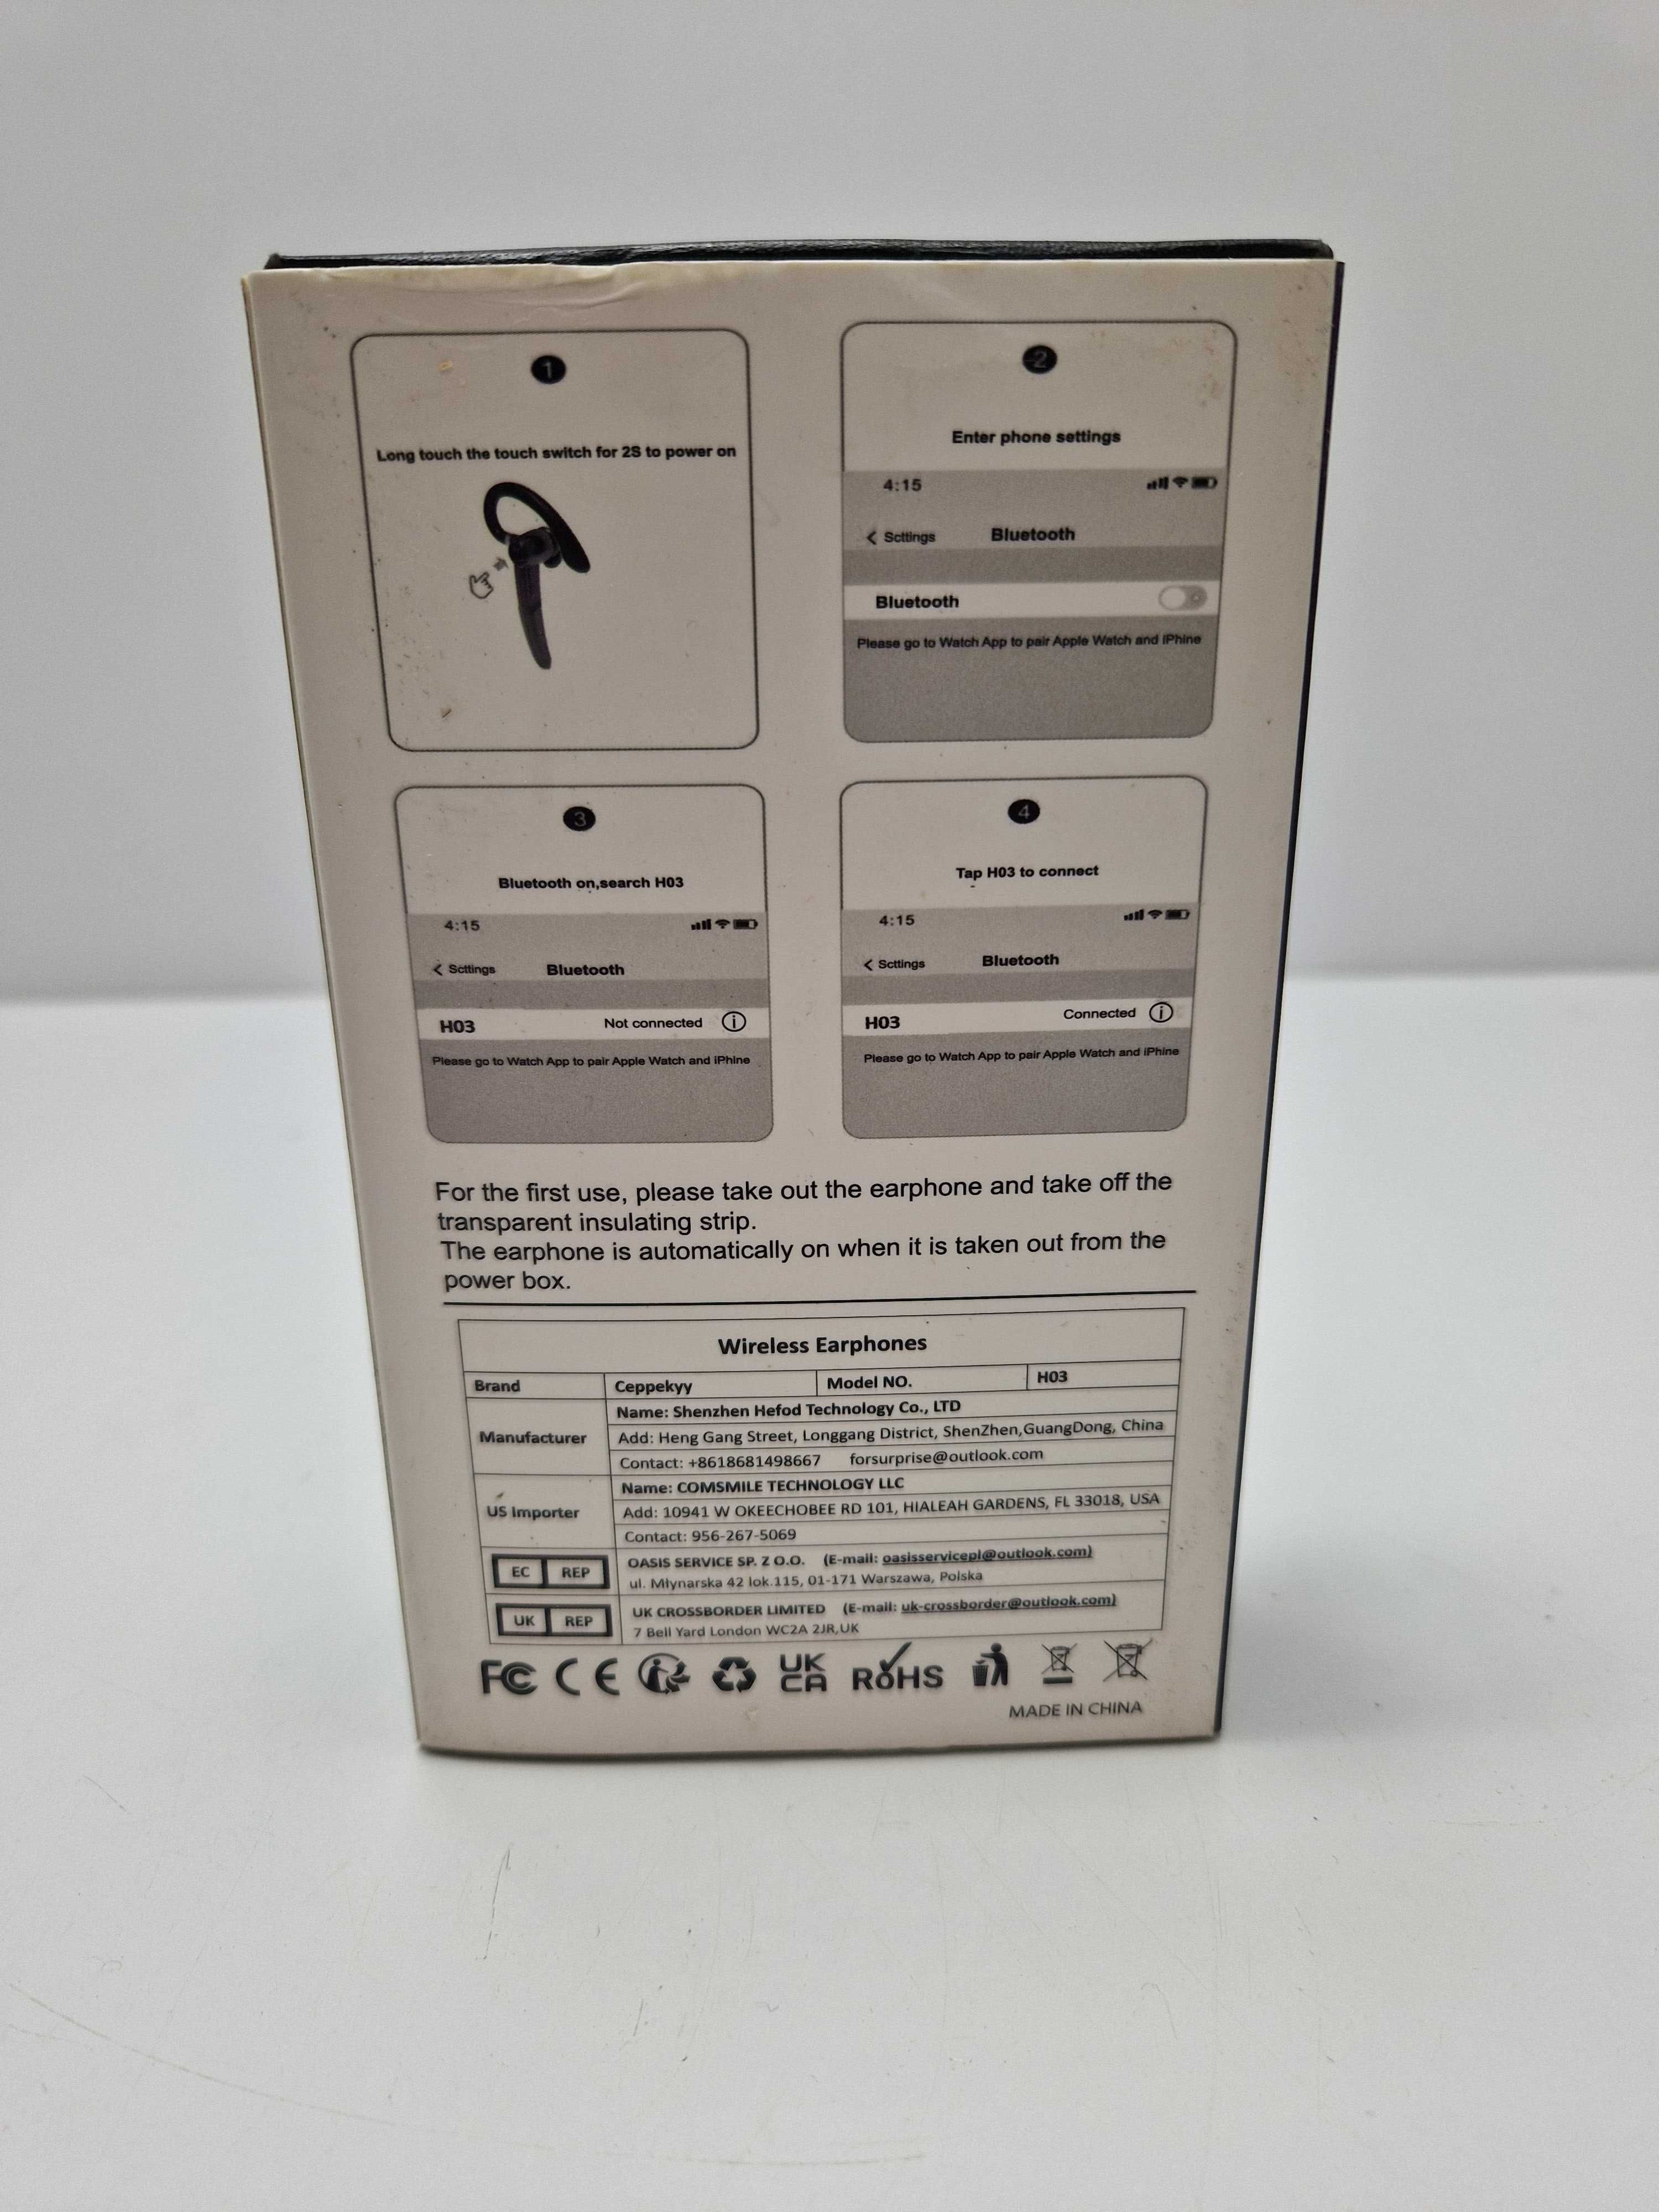 1
Long touch the touch switch for 2S to power on
2
Enter phone settings
4:15
< Scttings Bluetooth
Bluetooth
Please go to Watch App to pair Apple Watch and iPhine
3
Bluetooth on,search H03
4:15
< Scttings Bluetooth
H03 Not connected i
Please go to Watch App to pair Apple Watch and iPhine
4
Tap H03 to connect
4:15
< Scttings Bluetooth
H03 Connected i
Please go to Watch App to pair Apple Watch and iPhine
For the first use, please take out the earphone and take off the
transparent insulating strip.
The earphone is automatically on when it is taken out from the
power box.
Wireless Earphones
Brand Ceppekyy Model NO. H03
Manufacturer
Name: Shenzhen Hefod Technology Co., LTD
Add: Heng Gang Street, Longgang District, ShenZhen,GuangDong, China
Contact: +8618681498667 forsurprise@outlook.com
US Importer
Name: COMSMILE TECHNOLOGY LLC
Add: 10941 W OKEECHOBEE RD 101, HIALEAH GARDENS, FL 33018, USA
Contact: 956-267-5069
EC REP
OASIS SERVICE SP. Z O.O. (E-mail: oasisservicepl@outlook.com)
ul. Młynarska 42 lok.115, 01-171 Warszawa, Polska
UK REP
UK CROSSBORDER LIMITED (E-mail: uk-crossborder@outlook.com)
7 Bell Yard London WC2A 2JR,UK
FC CE UK CA RoHS
MADE IN CHINA